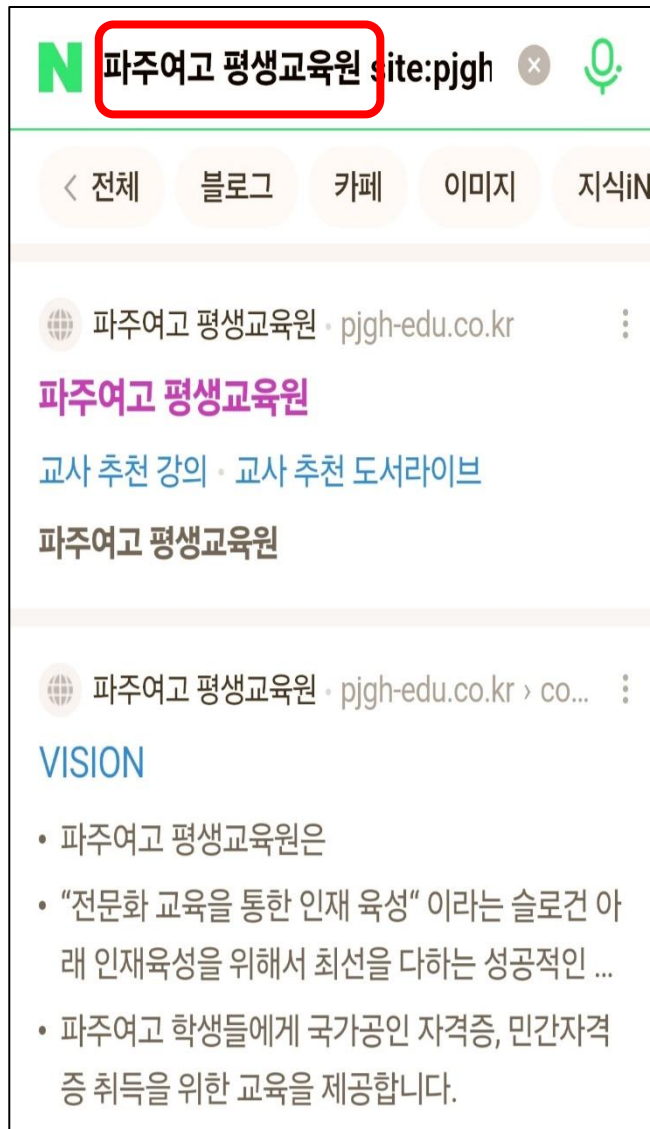 N 파주여고 평생교육원 site:pjgh
< 전체 블로그 카페 이미지 지식iN
파주여고 평생교육원 · pjgh-edu.co.kr
파주여고 평생교육원
교사 추천 강의 · 교사 추천 도서라이브
파주여고 평생교육원
파주여고 평생교육원 · pjgh-edu.co.kr › co...
VISION
• 파주여고 평생교육원은
• “전문화 교육을 통한 인재 육성“ 이라는 슬로건 아
래 인재육성을 위해서 최선을 다하는 성공적인 ...
• 파주여고 학생들에게 국가공인 자격증, 민간자격
증 취득을 위한 교육을 제공합니다.